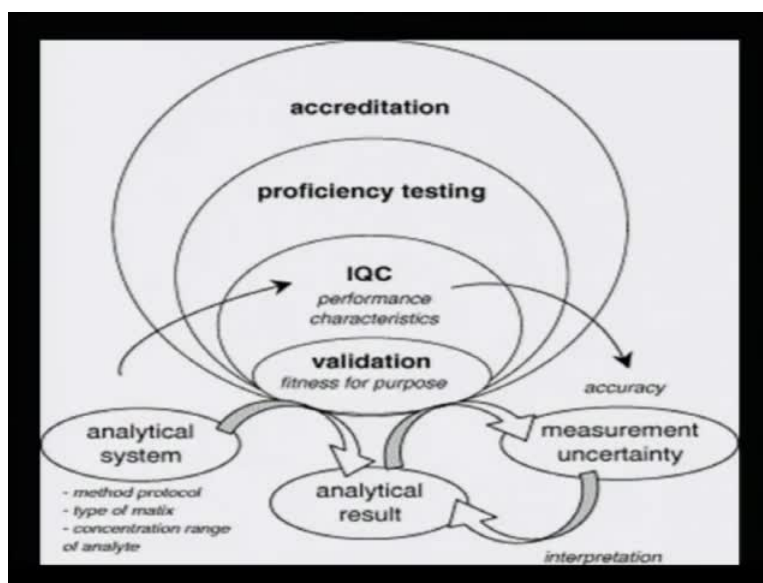 accreditation
proficiency testing
IQC
performance
characteristics
validation
fitness for purpose
accuracy
analytical
system
measurement
uncertainty
- method protocol
- type of matix
- concentration range
of analyte
analytical
result
interpretation